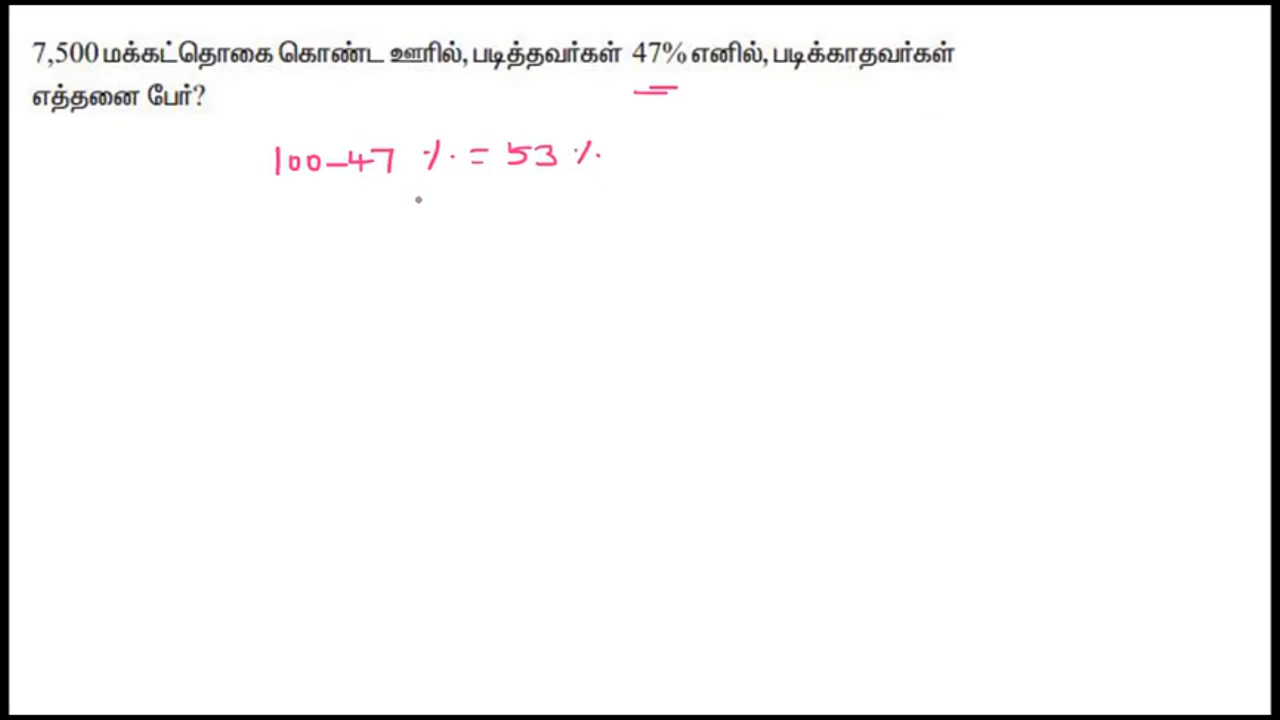 7,500 மக்கட்தொகை கொண்ட ஊரில், படித்தவர்கள் 47% எனில், படிக்காதவர்கள்
எத்தனை பேர்?
100-47 % = 53 %